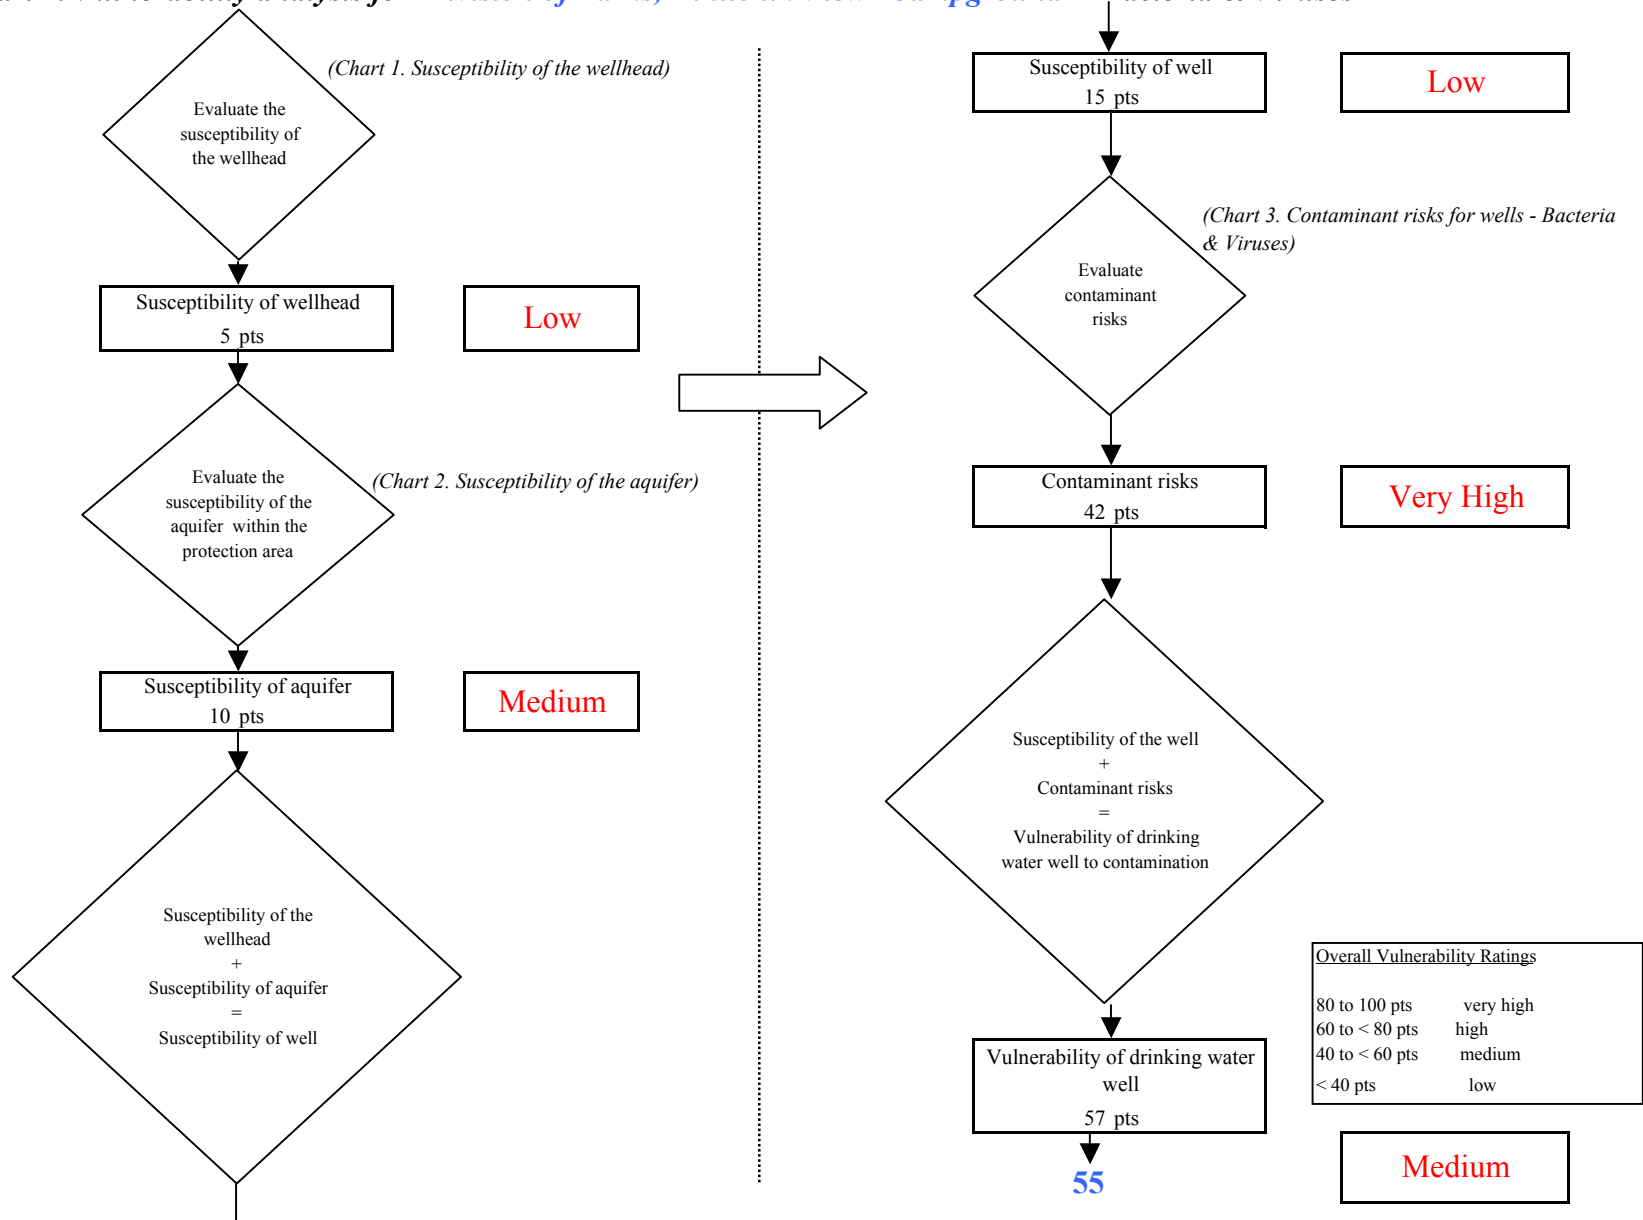 (Chart 1. Susceptibility of the wellhead)
Evaluate the
susceptibility of
the wellhead
Susceptibility of wellhead
5 pts
Low
Evaluate the
susceptibility of the
aquifer within the
protection area
(Chart 2. Susceptibility of the aquifer)
Susceptibility of aquifer
10 pts
Medium
Susceptibility of the
wellhead
+
Susceptibility of aquifer
=
Susceptibility of well
Susceptibility of well
15 pts
Low
(Chart 3. Contaminant risks for wells - Bacteria
& Viruses)
Evaluate
contaminant
risks
Contaminant risks
42 pts
Very High
Susceptibility of the well
+
Contaminant risks
=
Vulnerability of drinking
water well to contamination
Overall Vulnerability Ratings
80 to 100 pts very high
60 to < 80 pts high
40 to < 60 pts medium
< 40 pts low
Vulnerability of drinking water
well
57 pts
55
Medium